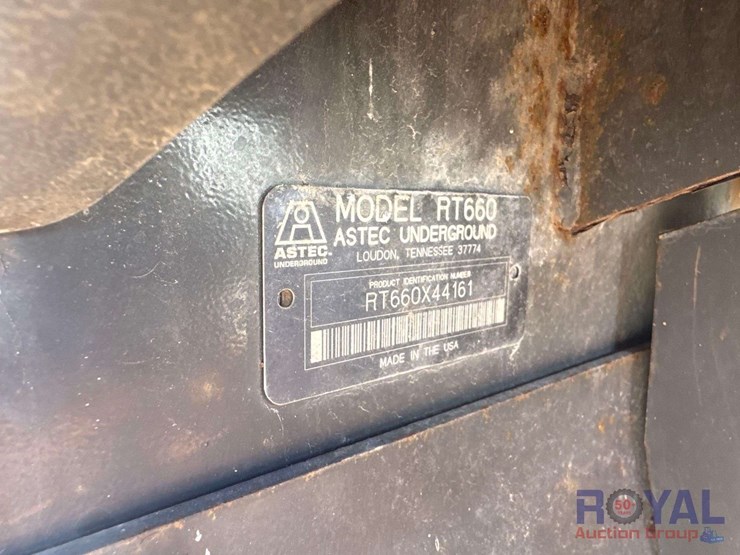 MODEL RT660
ASTEC UNDERGROUND
LOUDON, TENNESSEE 37774
ASTEC
UNDERGROUND
PRODUCT IDENTIFICATION NUMBER
RT660X44161
MADE IN THE USA
ROYAL
50
Auction Group